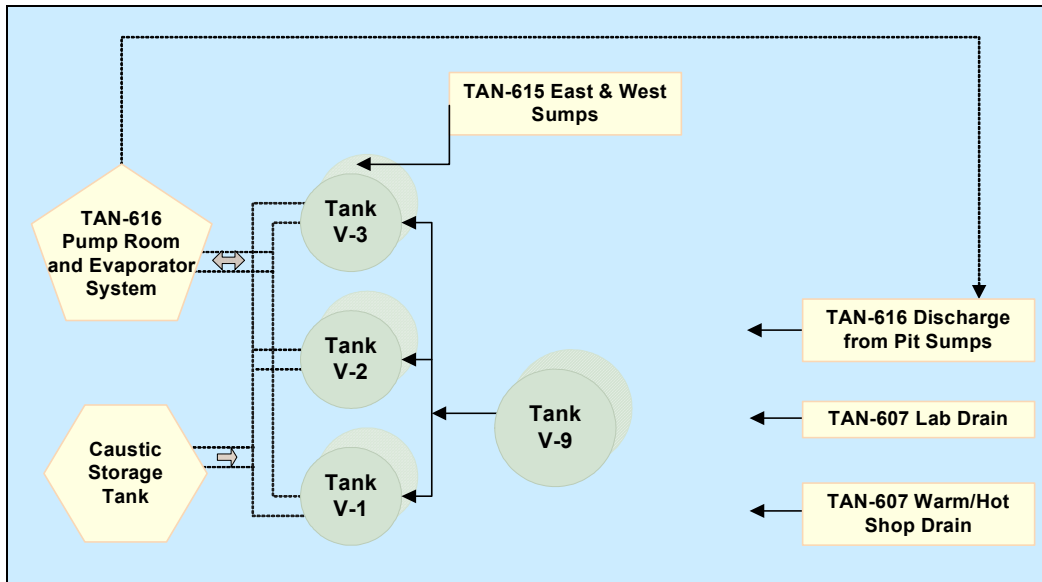 TAN-615 East & West
Sumps
Tank
V-3
TAN-616
Pump Room
and Evaporator
System
TAN-616 Discharge
from Pit Sumps
Tank
V-2
Tank
V-9
TAN-607 Lab Drain
Caustic
Storage
Tank
Tank
V-1
TAN-607 Warm/Hot
Shop Drain